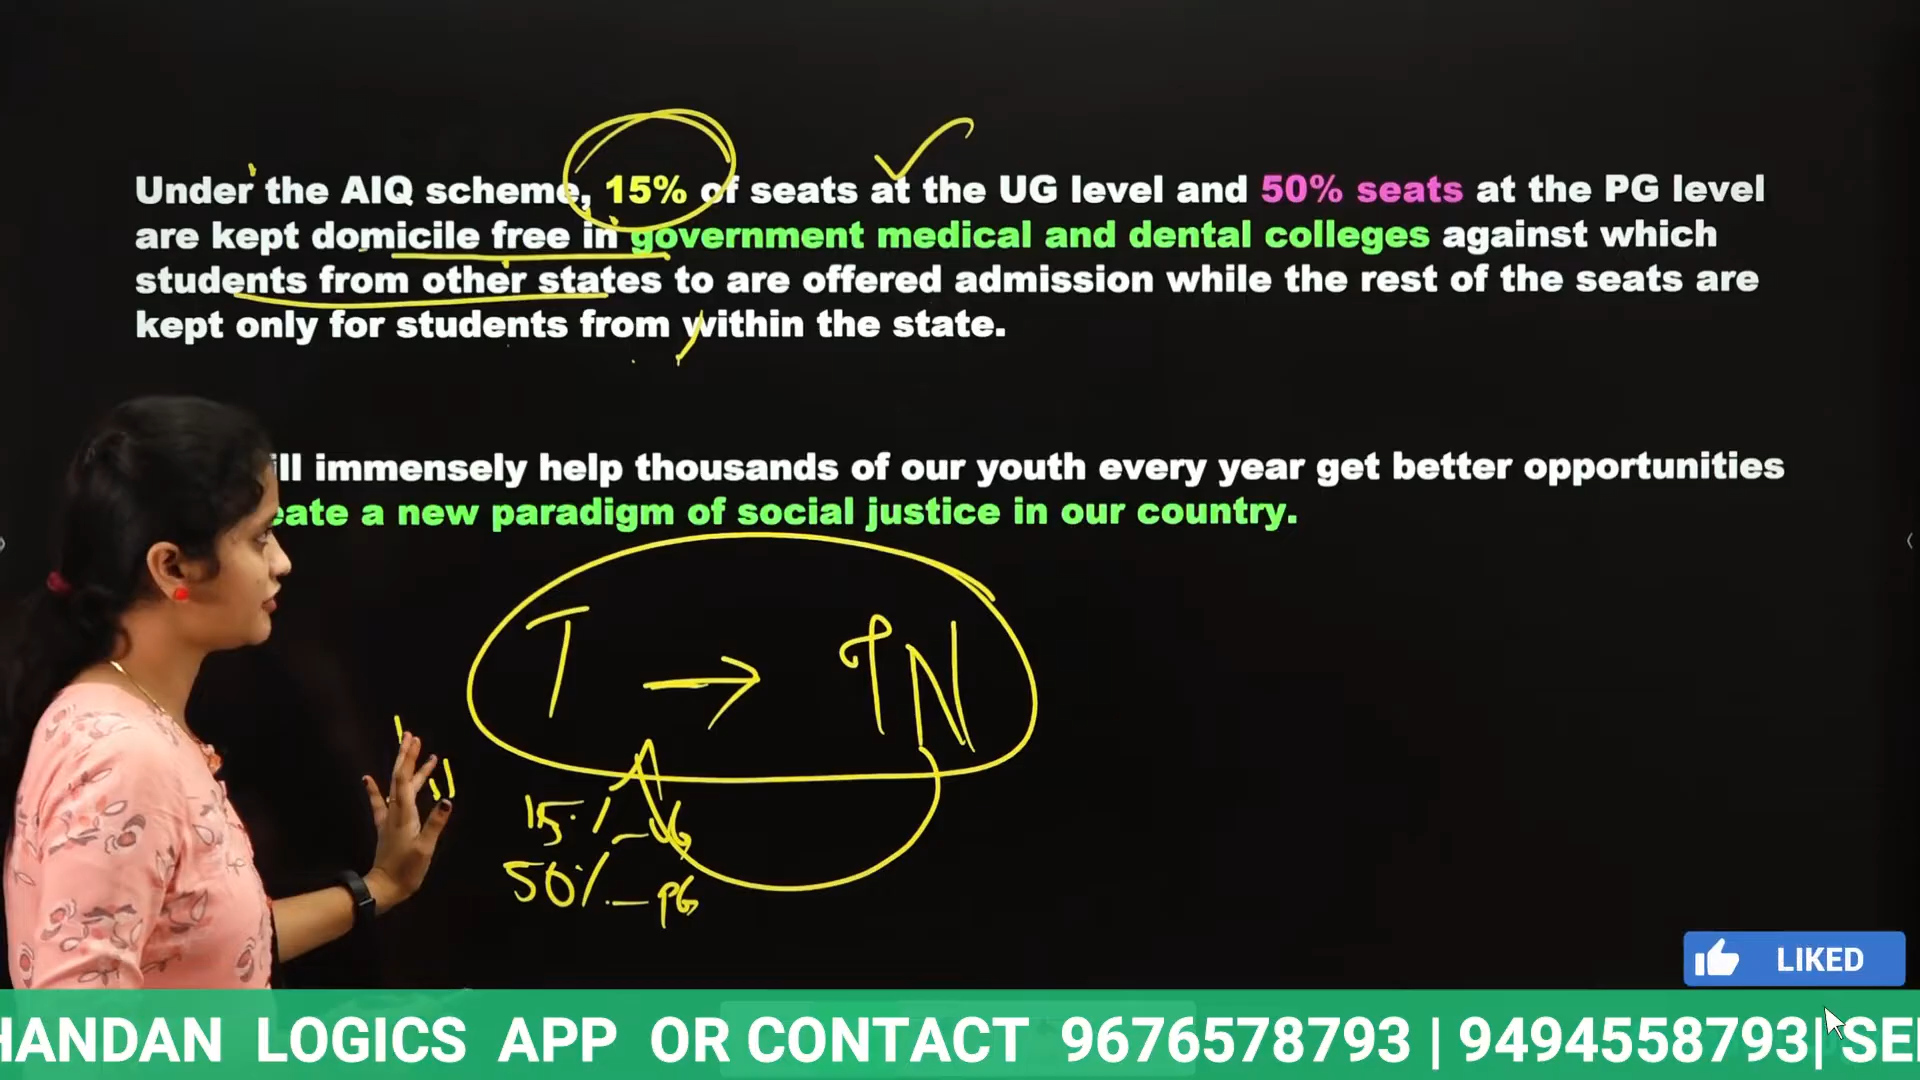 Under the AIQ scheme, 15% of seats at the UG level and 50% seats at the PG level
are kept domicile free in government medical and dental colleges against which
students from other states to are offered admission while the rest of the seats are
kept only for students from within the state.
ill immensely help thousands of our youth every year get better opportunities
eate a new paradigm of social justice in our country.
T → TN
15% - UG
50% - PG
LIKED
HANDAN LOGICS APP OR CONTACT 9676578793 | 9494558793| SE